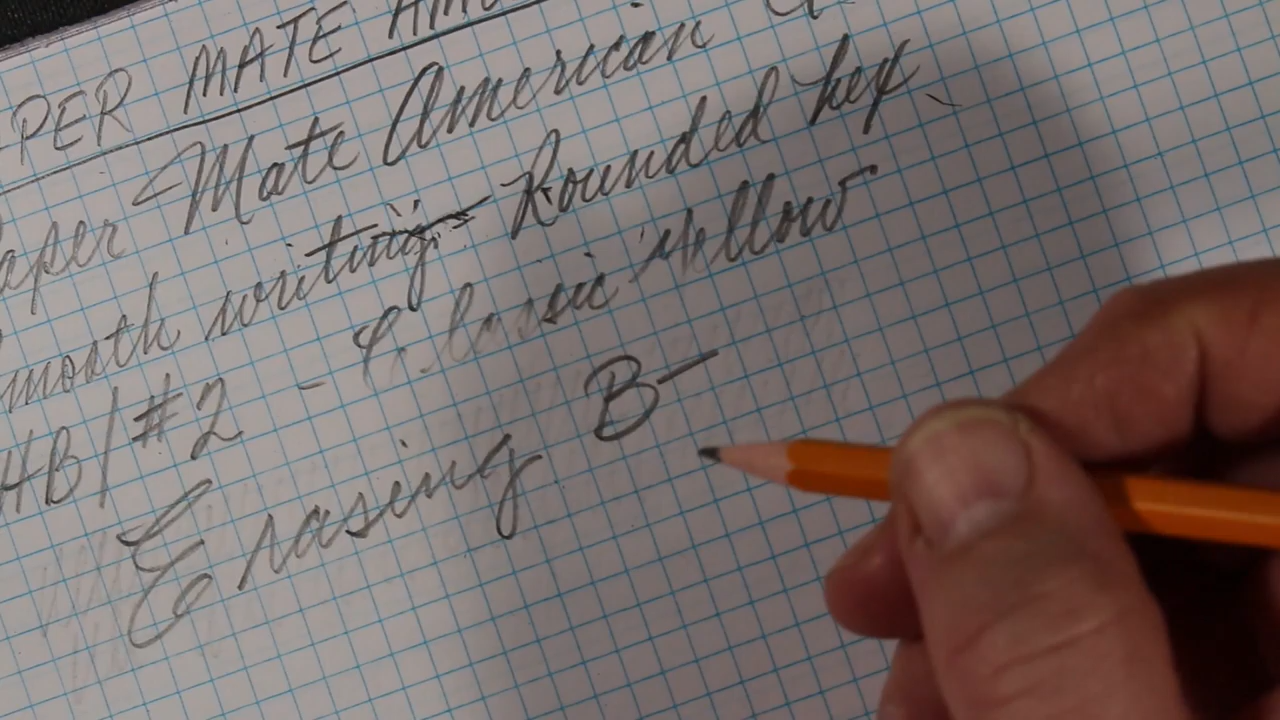 PER MATE AM
aper Mate American
mooth writing - Rounded hex
HB / #2 - Classic Yellow
Erasing B-